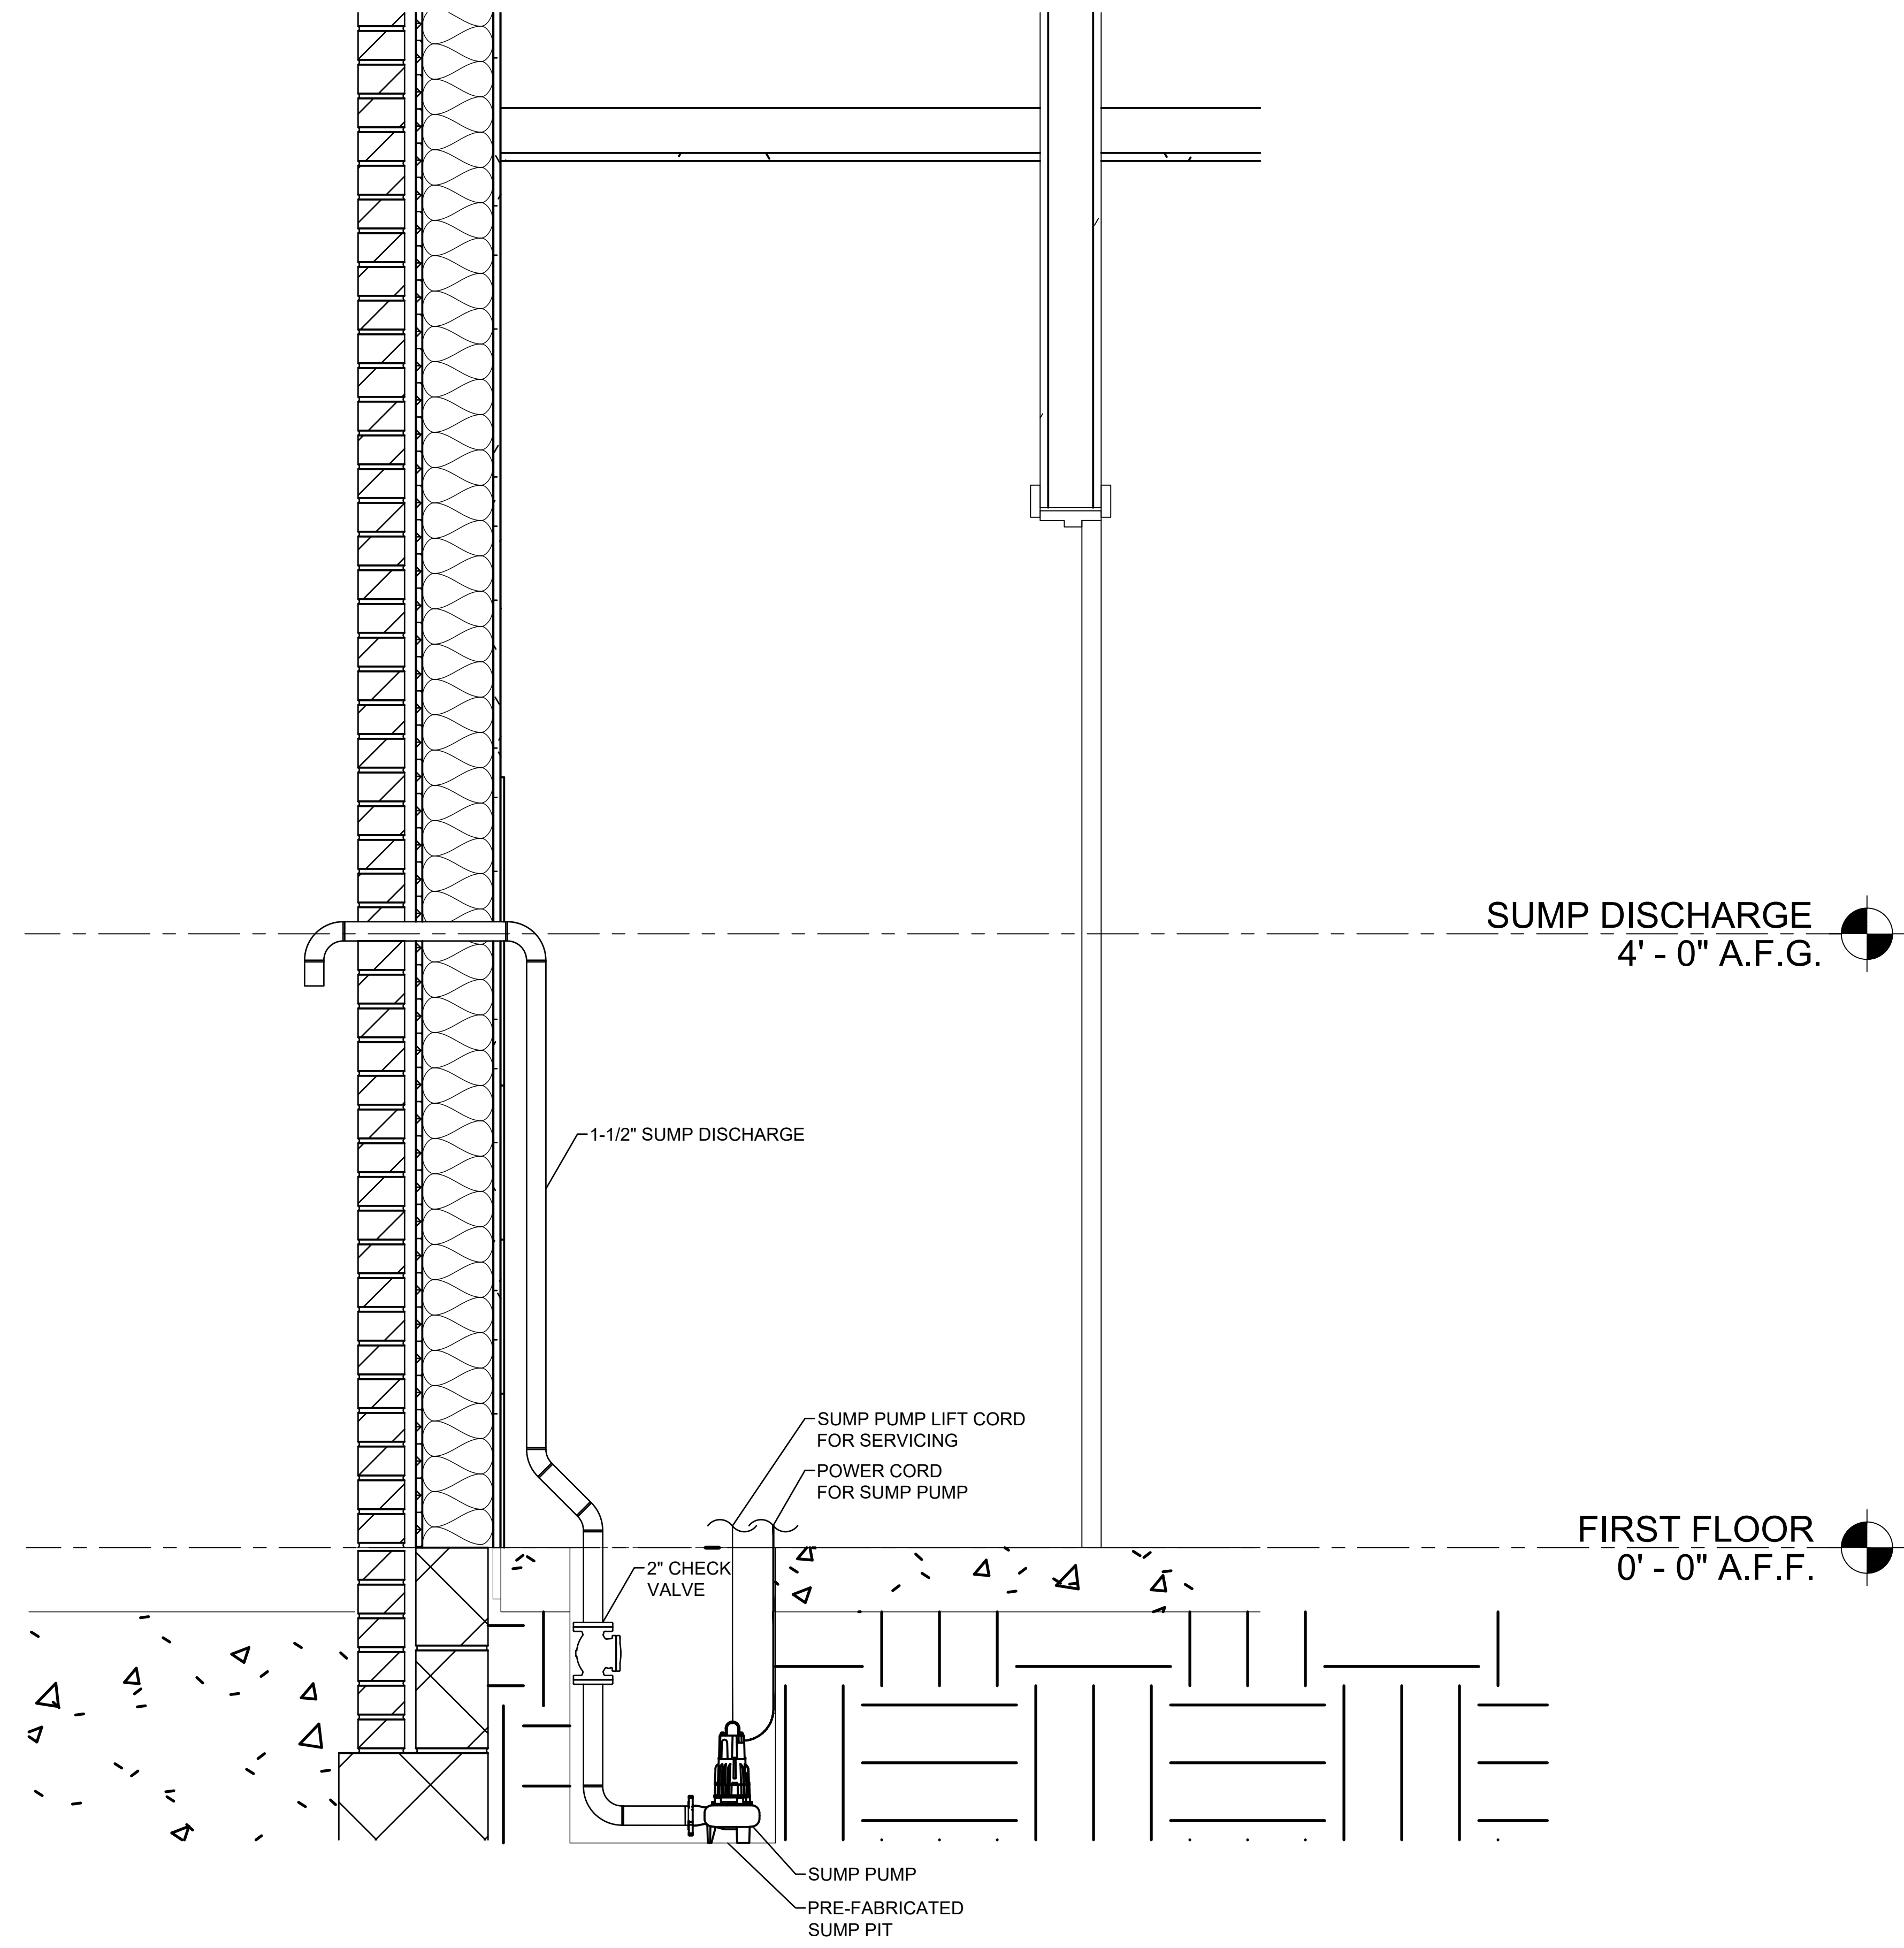 SUMP DISCHARGE
4' - 0" A.F.G.
1-1/2" SUMP DISCHARGE
SUMP PUMP LIFT CORD
FOR SERVICING
POWER CORD
FOR SUMP PUMP
FIRST FLOOR
0' - 0" A.F.F.
2" CHECK
VALVE
SUMP PUMP
PRE-FABRICATED
SUMP PIT